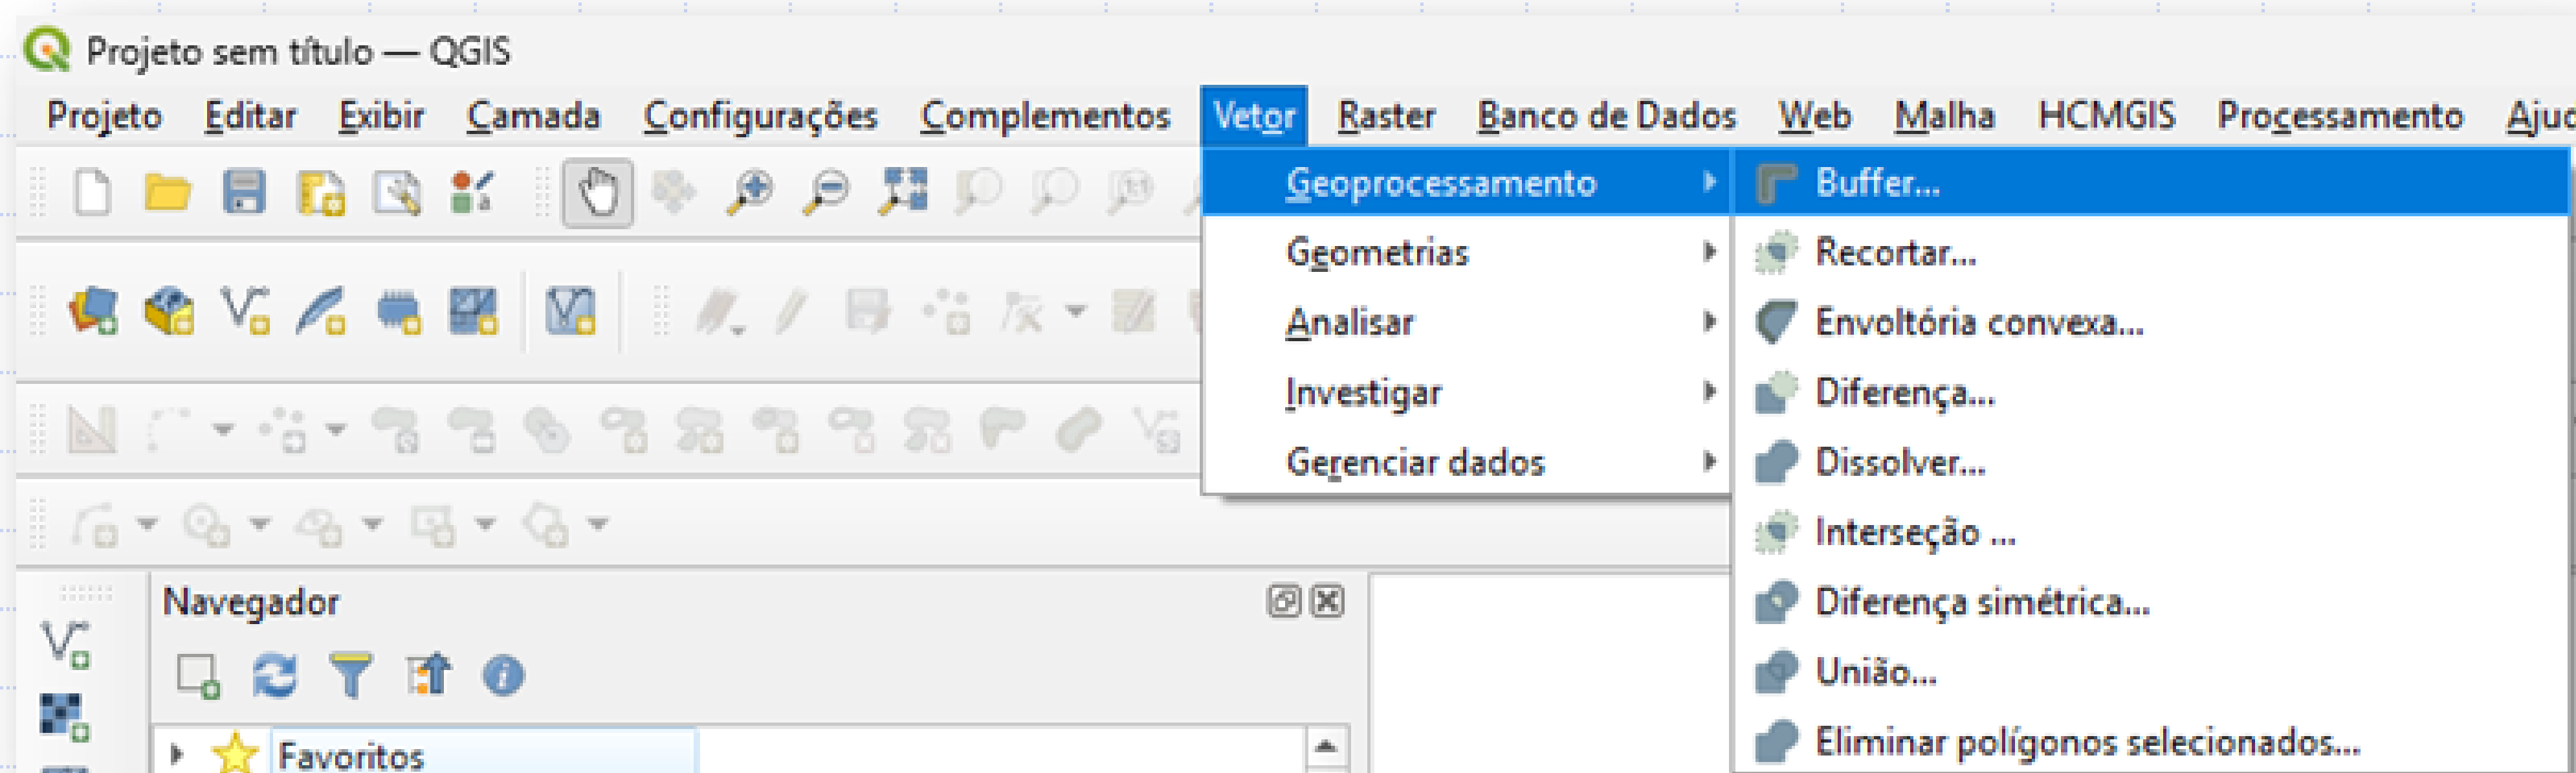 Projeto sem título — QGIS
Projeto Editar Exibir Camada Configurações Complementos Vetor Raster Banco de Dados Web Malha HCMGIS Processamento Ajud
Geoprocessamento
Geometrias
Analisar
Investigar
Gerenciar dados
Buffer...
Recortar...
Envoltória convexa...
Diferença...
Dissolver...
Interseção ...
Diferença simétrica...
União...
Eliminar polígonos selecionados...
Navegador
Favoritos